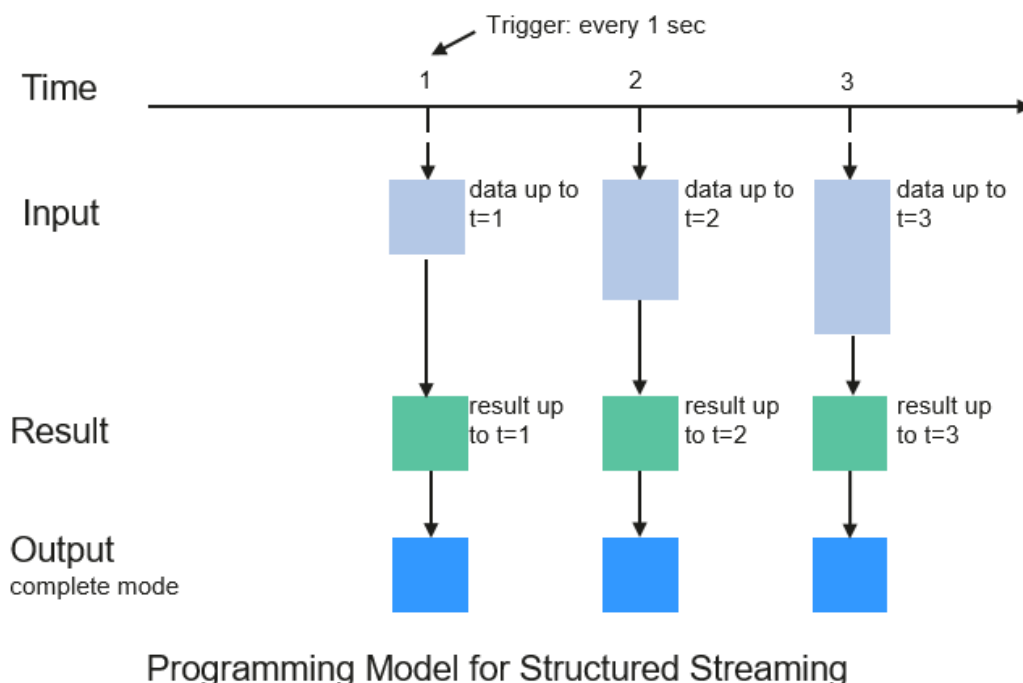 Trigger: every 1 sec
Time
1
2
3
Input
data up to
t=1
data up to
t=2
data up to
t=3
Result
result up
to t=1
result up
to t=2
result up
to t=3
Output
complete mode
Programming Model for Structured Streaming